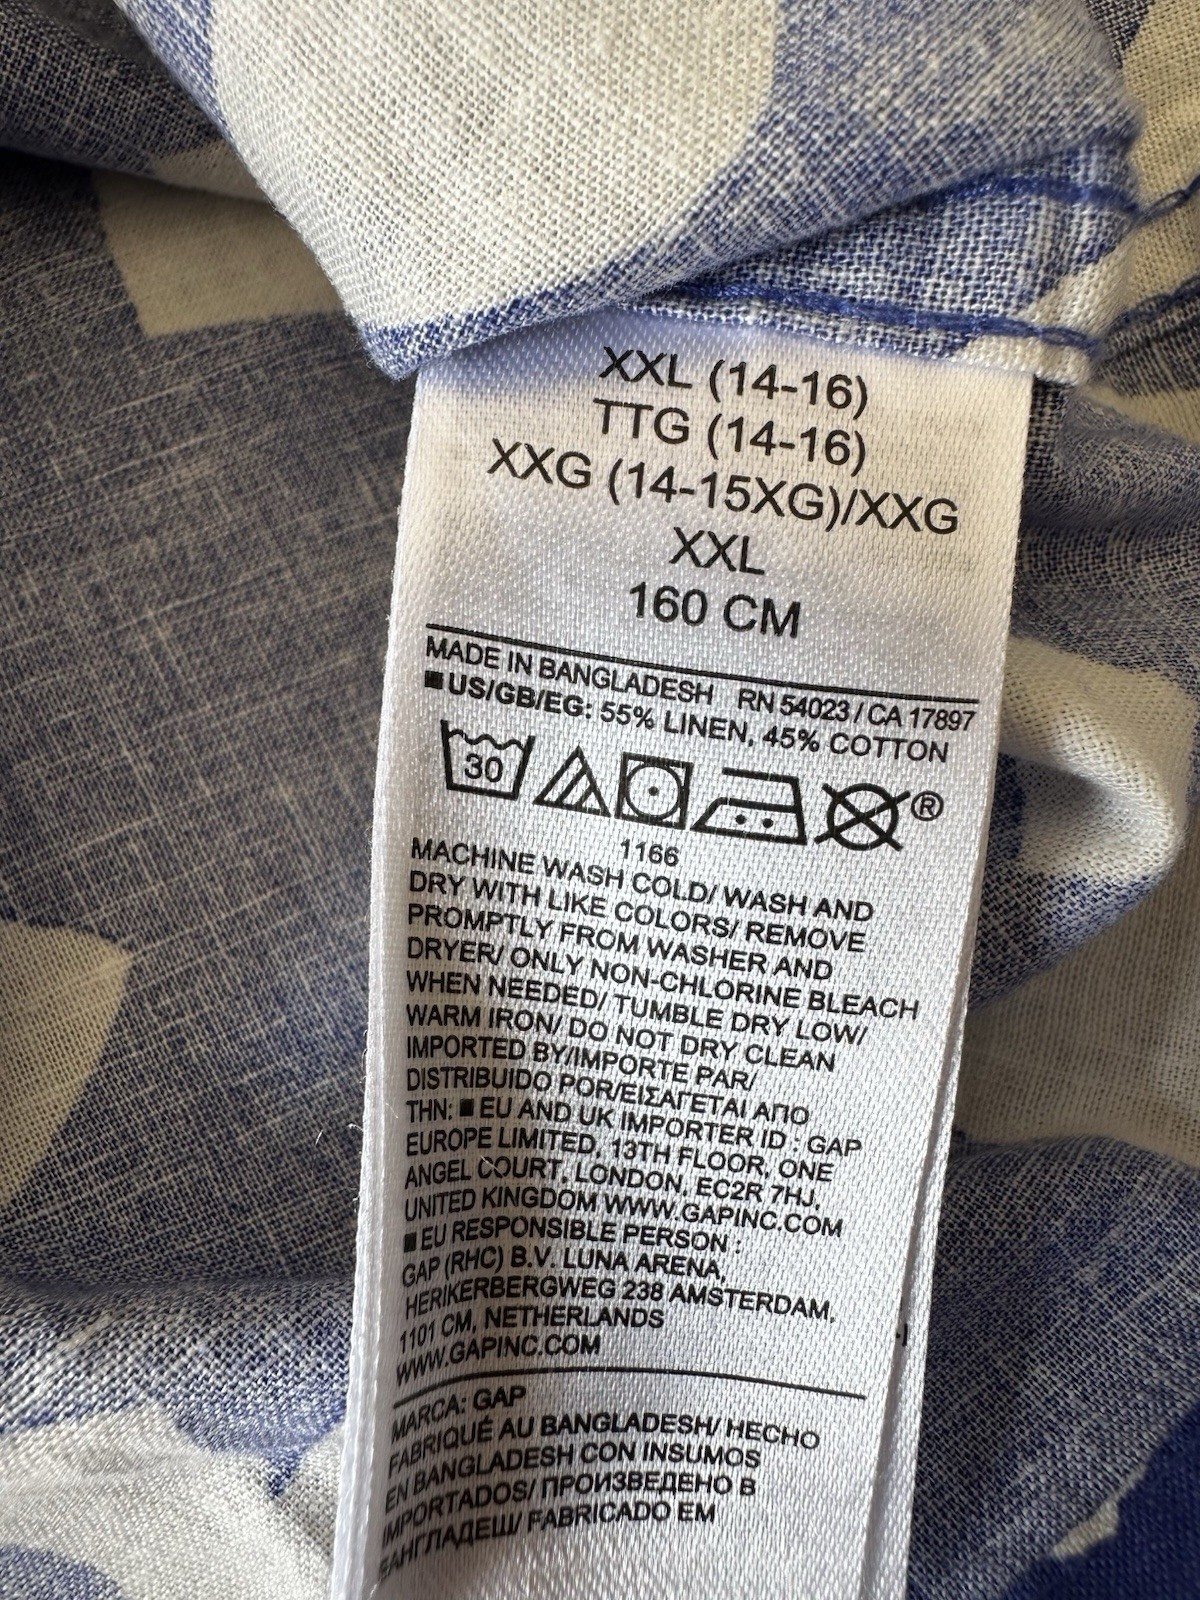 XXL (14-16)
TTG (14-16)
XXG (14-15XG)/XXG
XXL
160 CM
MADE IN BANGLADESH RN 54023 / CA 17897
■US/GB/EG: 55% LINEN, 45% COTTON
30
®
1166
MACHINE WASH COLD/ WASH AND
DRY WITH LIKE COLORS/ REMOVE
PROMPTLY FROM WASHER AND
DRYER/ ONLY NON-CHLORINE BLEACH
WHEN NEEDED/ TUMBLE DRY LOW/
WARM IRON/ DO NOT DRY CLEAN
IMPORTED BY/IMPORTE PAR/
DISTRIBUIDO POR/ΕΙΣΑΓΕΤΑΙ ΑΠΟ
ΤΗΝ: ■ EU AND UK IMPORTER ID : GAP
EUROPE LIMITED, 13TH FLOOR, ONE
ANGEL COURT, LONDON, EC2R 7HJ,
UNITED KINGDOM WWW.GAPINC.COM
■EU RESPONSIBLE PERSON :
GAP (RHC) B.V. LUNA ARENA,
HERIKERBERGWEG 238 AMSTERDAM,
1101 CM, NETHERLANDS
WWW.GAPINC.COM
MARCA: GAP
FABRIQUÉ AU BANGLADESH/ HECHO
EN BANGLADESH CON INSUMOS
IMPORTADOS/ ПРОИЗВЕДЕНО В
БАНГЛАДЕШ/ FABRICADO EM